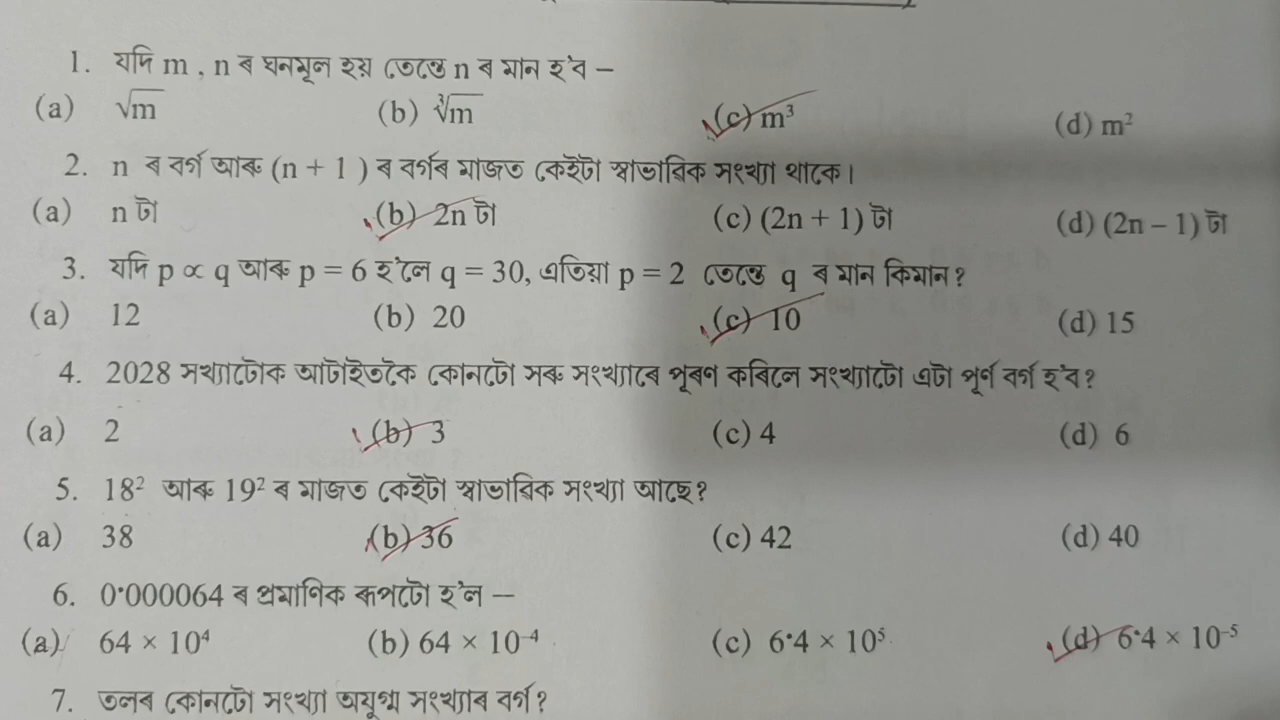 1. যদি m , n ৰ ঘনমূল হয় তেন্তে n ৰ মান হ'ব –
(a) √m (b) ∛m (c) m³ (d) m²
2. n ৰ বৰ্গ আৰু (n + 1 ) ৰ বৰ্গৰ মাজত কেইটা স্বাভাৱিক সংখ্যা থাকে।
(a) n টা (b) 2n টা (c) (2n + 1) টা (d) (2n – 1) টা
3. যদি p ∝ q আৰু p = 6 হ'লে q = 30, এতিয়া p = 2 তেন্তে q ৰ মান কিমান?
(a) 12 (b) 20 (c) 10 (d) 15
4. 2028 সখ্যাটোক আটাইতকৈ কোনটো সৰু সংখ্যাৰে পূৰণ কৰিলে সংখ্যাটো এটা পূৰ্ণ বৰ্গ হ'ব?
(a) 2 (b) 3 (c) 4 (d) 6
5. 18² আৰু 19² ৰ মাজত কেইটা স্বাভাৱিক সংখ্যা আছে?
(a) 38 (b) 36 (c) 42 (d) 40
6. 0·000064 ৰ প্ৰমাণিক ৰূপটো হ'ল —
(a) 64 × 10⁴ (b) 64 × 10⁻⁴ (c) 6·4 × 10⁵ (d) 6·4 × 10⁻⁵
7. তলৰ কোনটো সংখ্যা অযুগ্ম সংখ্যাৰ বৰ্গ?